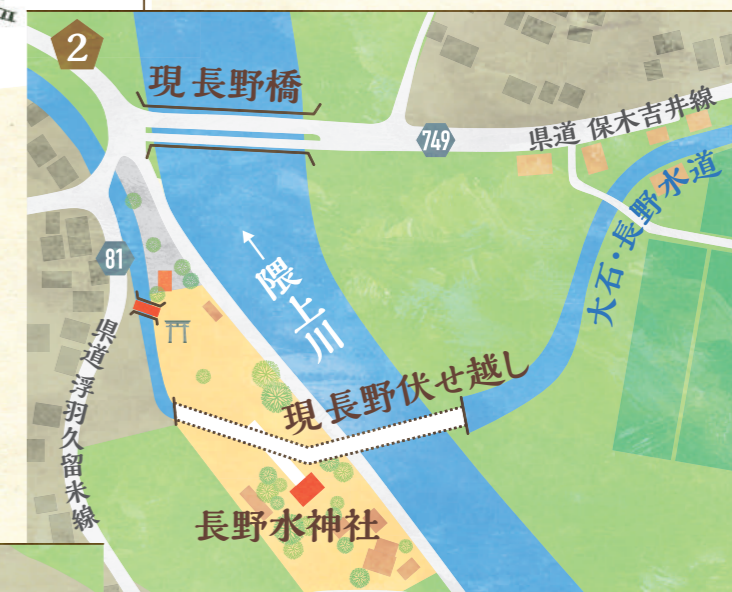 2
現 長野橋
749
県道 保木吉井線
大石・長野水道
81
隈上川
県道 浮羽久留米線
現 長野伏せ越し
長野水神社